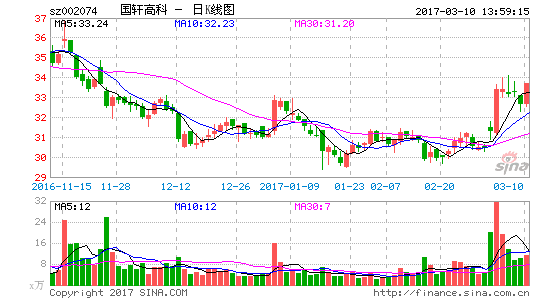 sz002074 国轩高科 - 日K线图 2017-03-10 13:59:15
MA5:33.24 MA10:32.23 MA30:31.20
37
36
35
34
33
32
31
30
29
sina
2016-11-15 11-28 12-12 12-26 2017-01-09 01-23 02-07 02-20 03-10
MA5:12 MA10:12 MA30:7
32
24
16
8
x万
Copyright 2017 SINA.COM http://finance.sina.com.cn